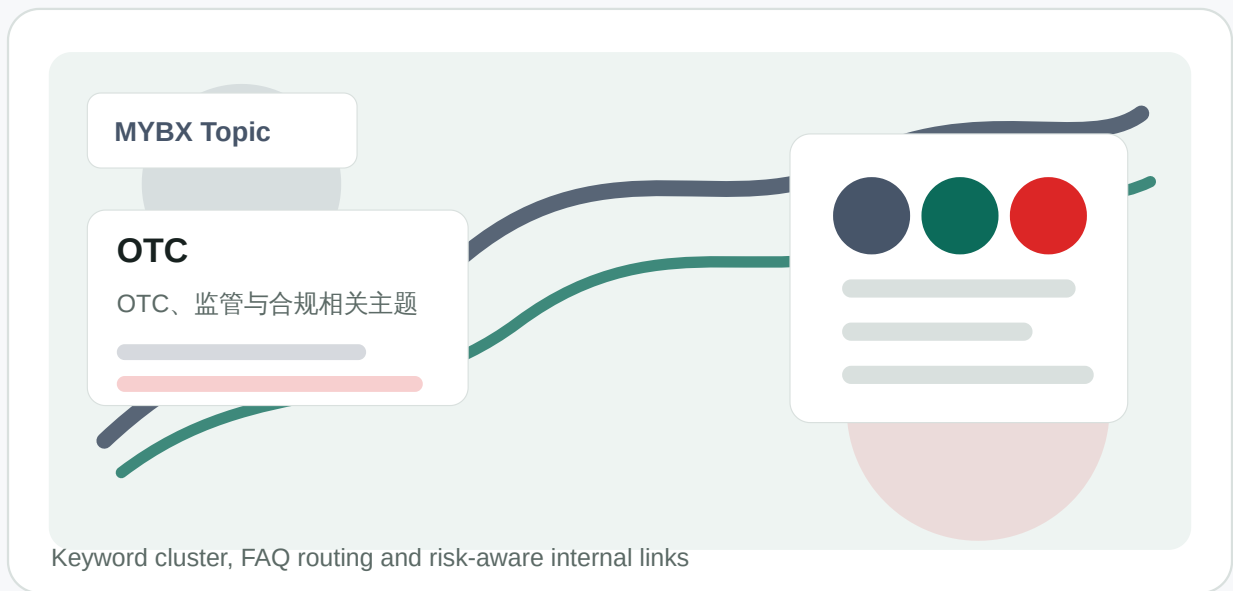 MYBX Topic
OTC
OTC、监管与合规相关主题
Keyword cluster, FAQ routing and risk-aware internal links